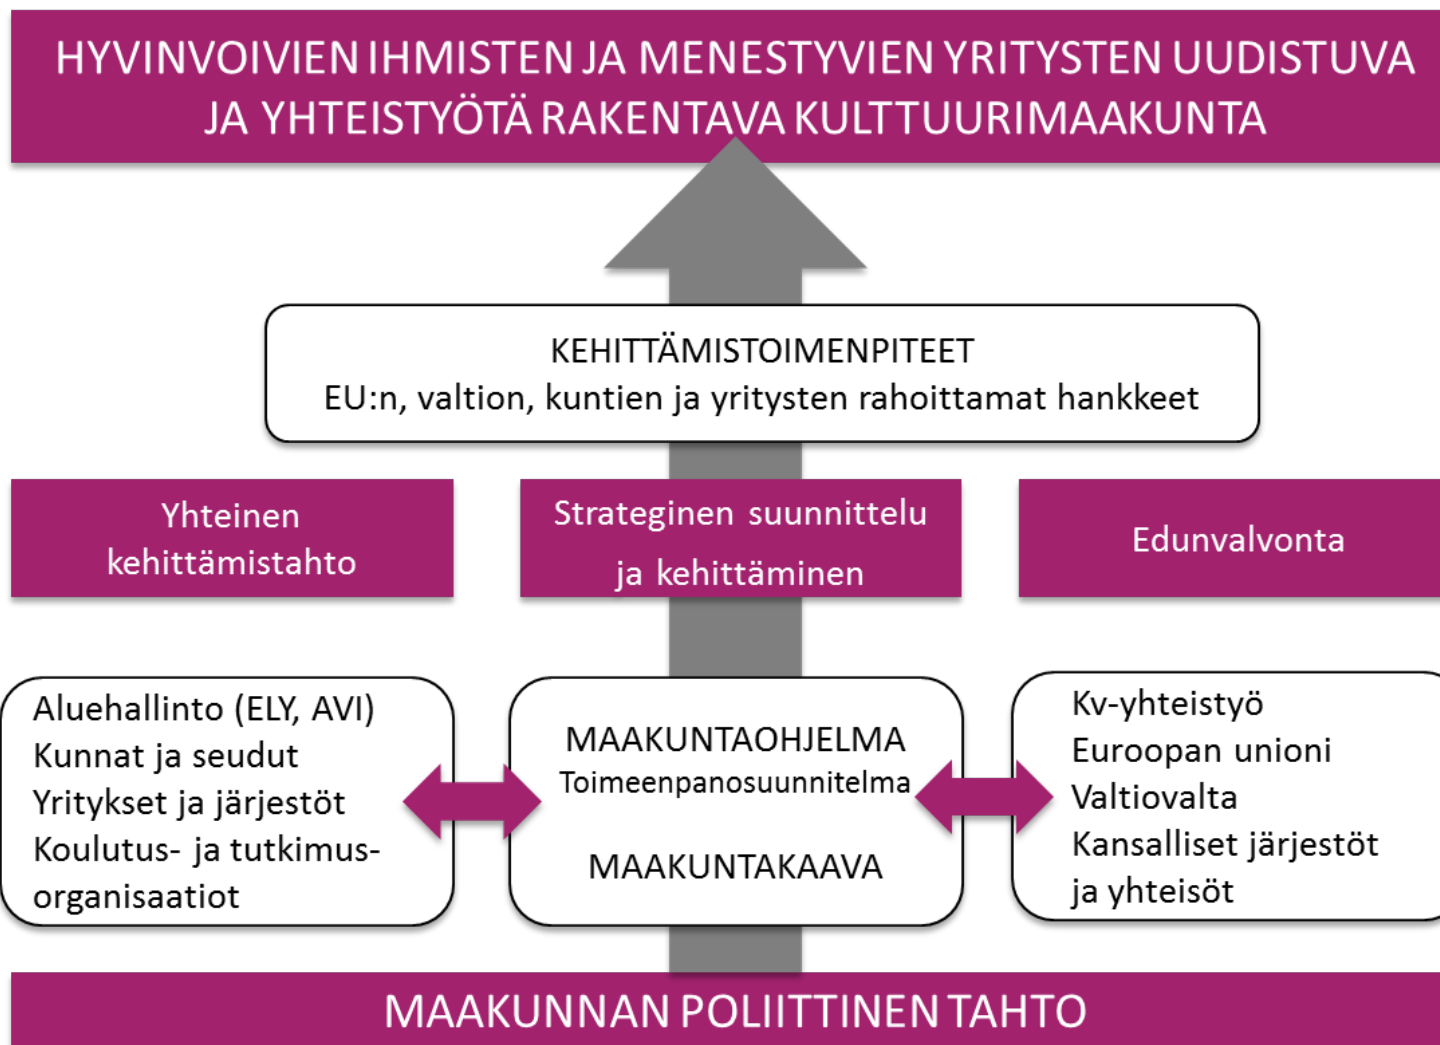 HYVINVOIVIEN IHMISTEN JA MENESTYVIEN YRITYSTEN UUDISTUVA
JA YHTEISTYÖTÄ RAKENTAVA KULTTUURIMAAKUNTA
KEHITTÄMISTOIMENPITEET
EU:n, valtion, kuntien ja yritysten rahoittamat hankkeet
Yhteinen
kehittämistahto
Strateginen suunnittelu
ja kehittäminen
Edunvalvonta
Aluehallinto (ELY, AVI)
Kunnat ja seudut
Yritykset ja järjestöt
Koulutus- ja tutkimus-
organisaatiot
MAAKUNTAOHJELMA
Toimeenpanosuunnitelma
MAAKUNTAKAAVA
Kv-yhteistyö
Euroopan unioni
Valtiovalta
Kansalliset järjestöt
ja yhteisöt
MAAKUNNAN POLIITTINEN TAHTO